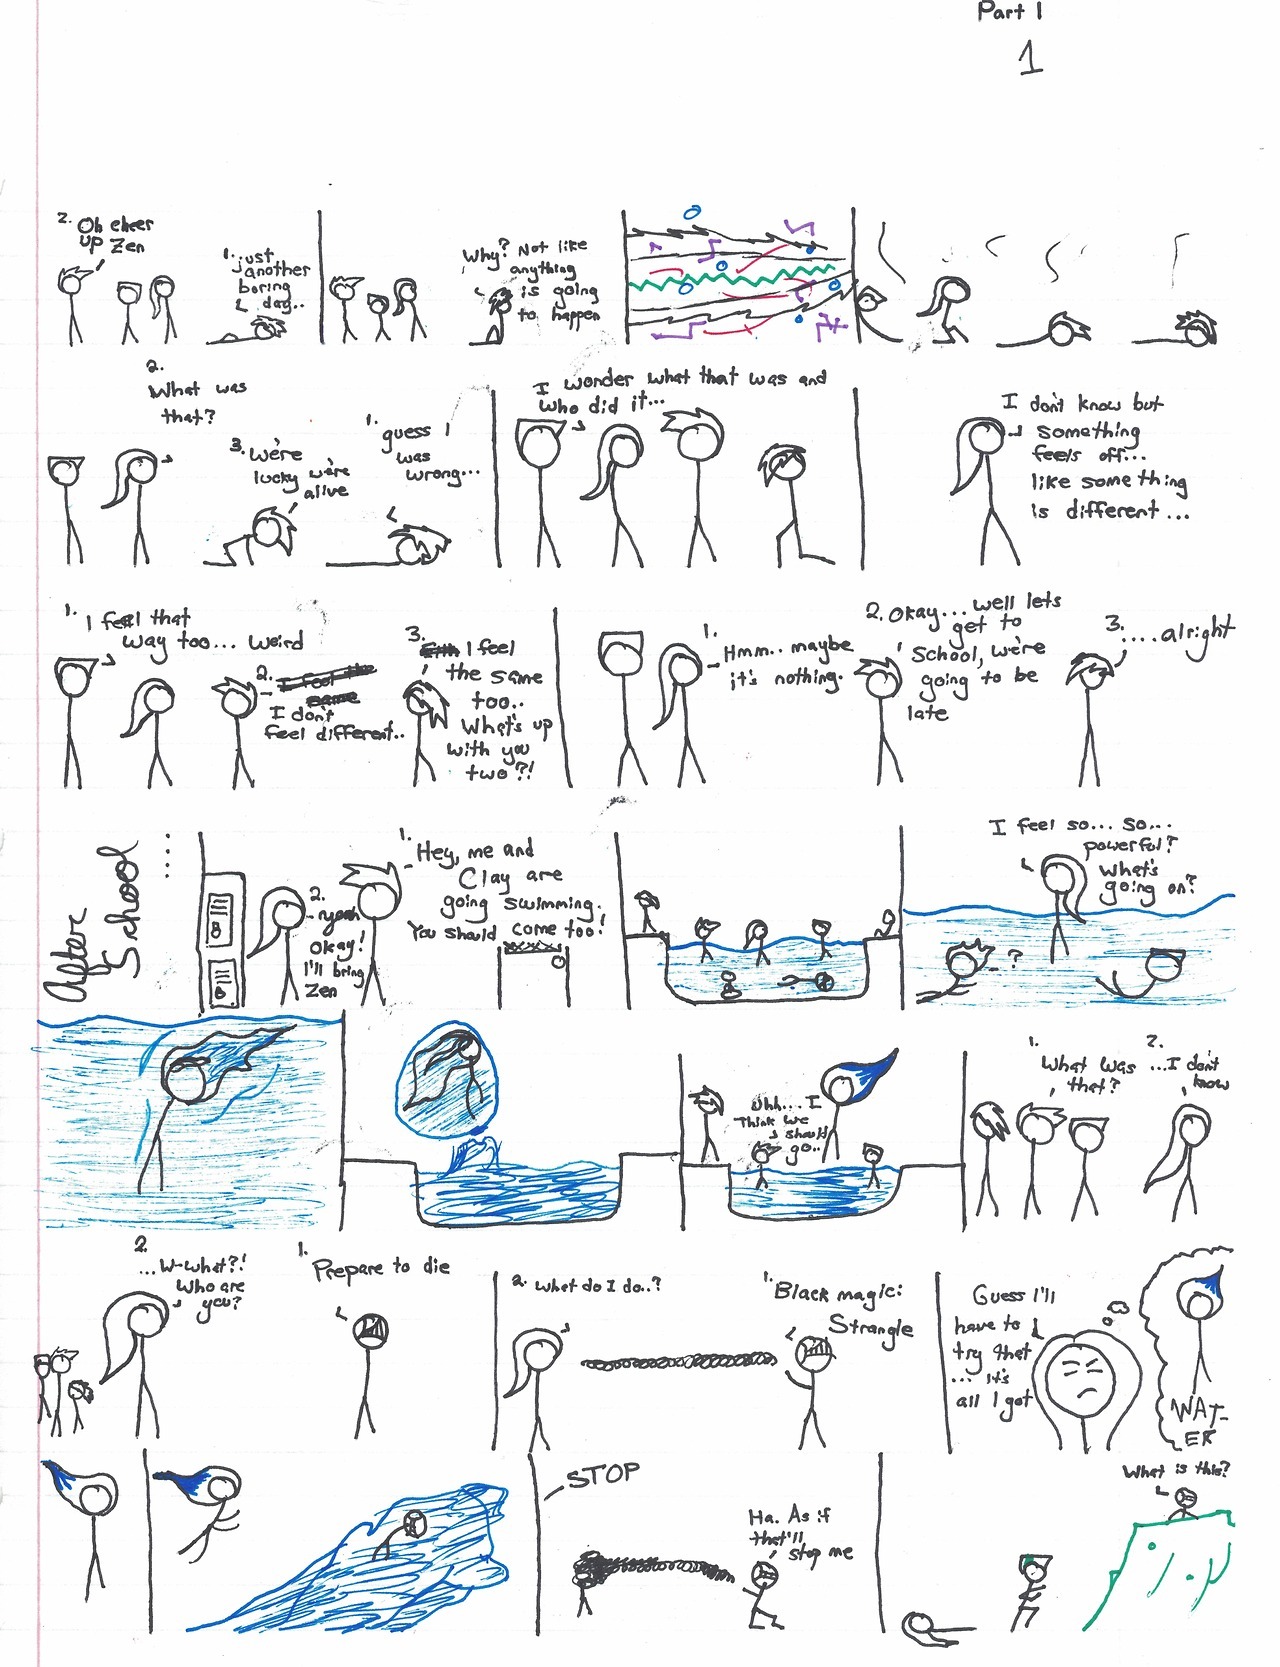 Part 1
1
2. Oh cheer
up Zen
1. just
another
boring
day..
Why? Not like
anything
is going
to happen
2.
What was
that?
3. We're
lucky we're
alive
1.
guess I
was
wrong...
I wonder what that was and
who did it...
I don't know but
something
feels off...
like something
is different...
1. I feel that
way too... weird
2.
I don't
feel different..
3. I feel
the same
too..
What's up
with you
two?!
1.
Hmm.. maybe
it's nothing.
2. Okay... well lets
get to
School, we're
going to be
late
3. ....alright
After
School
....
2.
yeah
Okay!
I'll bring
Zen
1.
Hey, me and
Clay are
going swimming.
You should come too!
8
8
I feel so... so...
powerful?
What's
going on?
?
Uhh... I
Think we
should
go..
1.
What was
that?
2.
...I don't
know
2.
...W-what?!
Who are
you?
1.
Prepare to die
2. What do I do..?
1. Black magic:
Strangle
Guess I'll
have to
try that
... it's
all I got
WAT-
ER
STOP
Ha. As if
that'll
stop me
What is this?